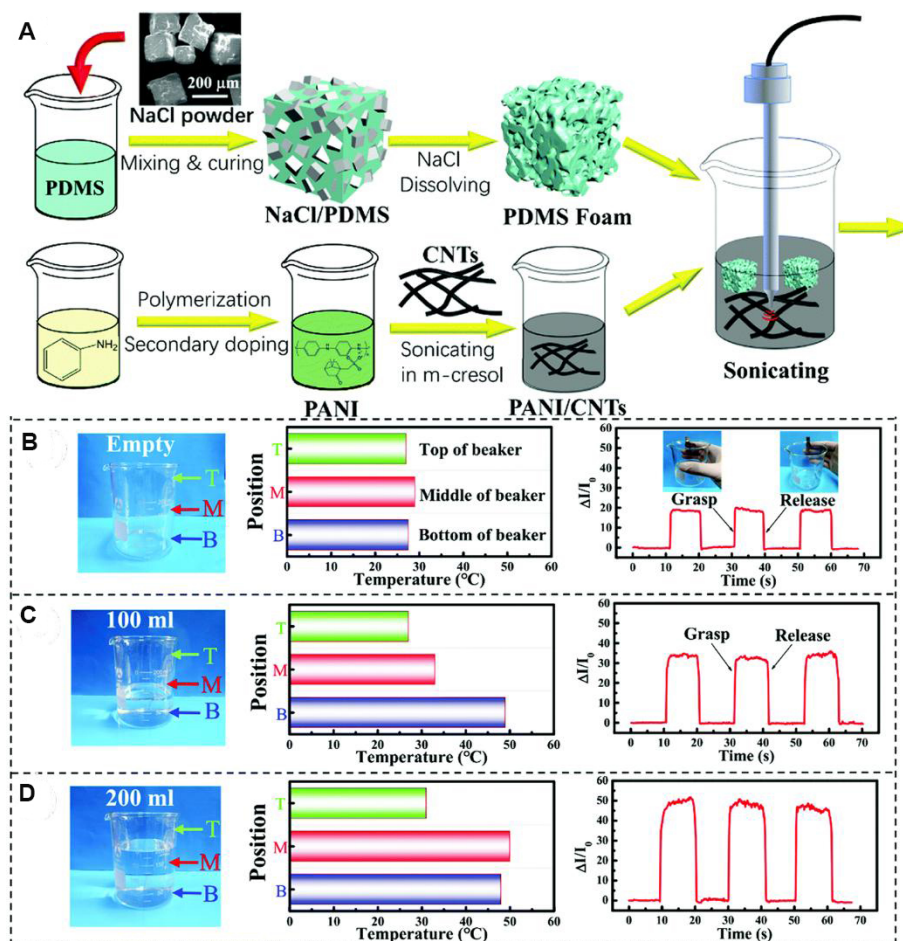 A
200 μm
NaCl powder
Mixing & curing
PDMS
NaCl/PDMS
NaCl
Dissolving
PDMS Foam
NH2
Polymerization
Secondary doping
PANI
CNTs
Sonicating
in m-cresol
PANI/CNTs
Sonicating
B
Empty
T
M
B
Position
T
M
B
Top of beaker
Middle of beaker
Bottom of beaker
0 10 20 30 40 50 60
Temperature (°C)
ΔI/I0
60
50
40
30
20
10
0
Grasp
Release
0 10 20 30 40 50 60 70
Time (s)
C
100 ml
T
M
B
Position
T
M
B
0 10 20 30 40 50 60
Temperature (°C)
ΔI/I0
60
50
40
30
20
10
0
Grasp
Release
0 10 20 30 40 50 60 70
Time (s)
D
200 ml
T
M
B
Position
T
M
B
0 10 20 30 40 50 60
Temperature (°C)
ΔI/I0
60
50
40
30
20
10
0
0 10 20 30 40 50 60 70
Time (s)